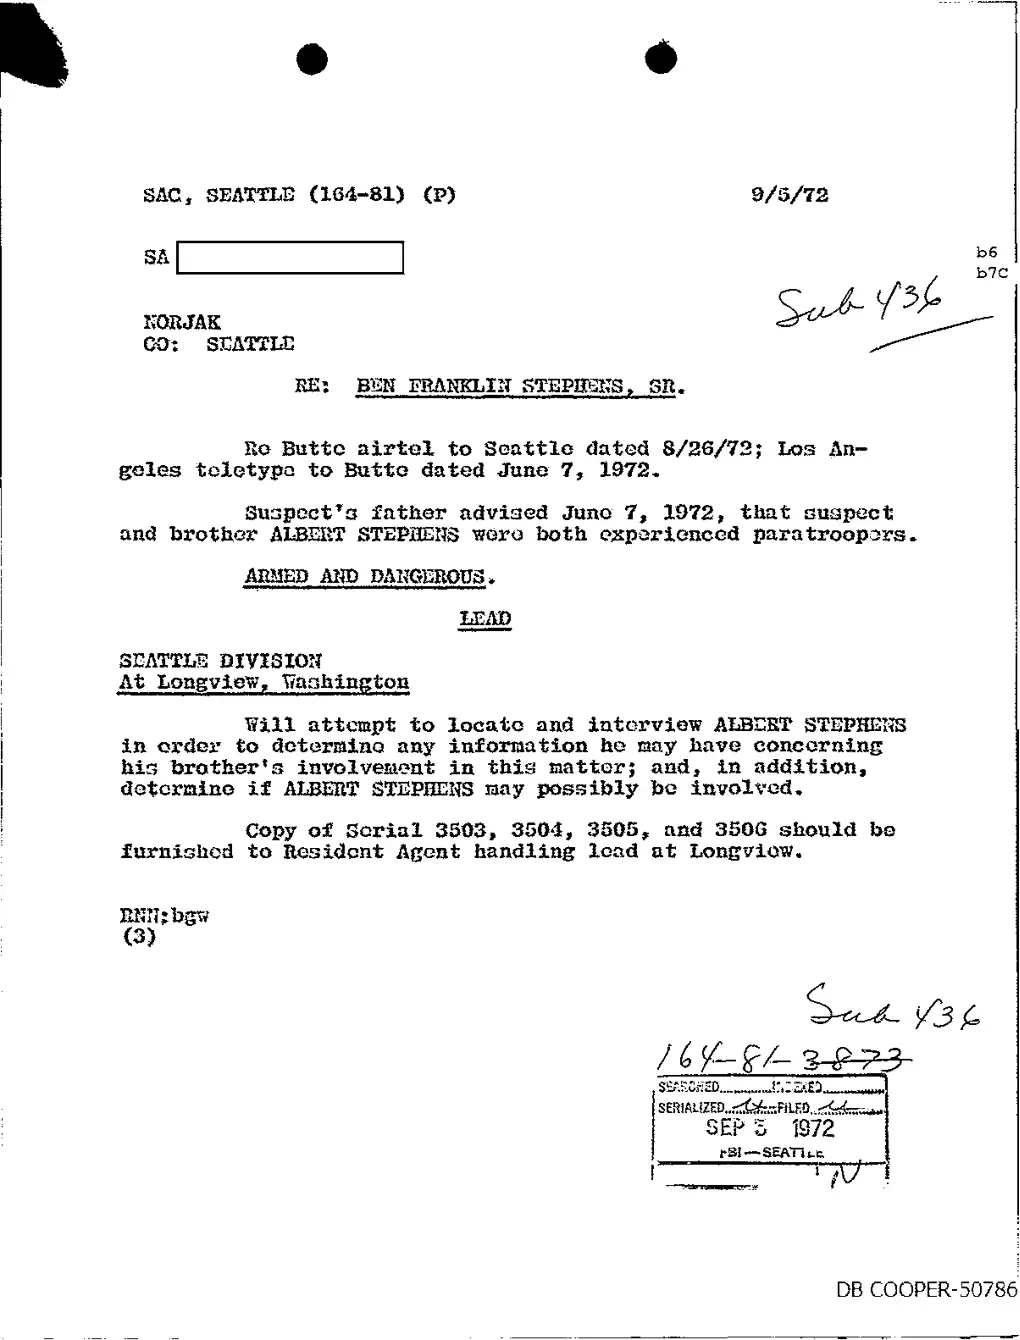 SAC, SEATTLE (164-81) (P) 9/5/72
SA
b6
b7C
Sub 436
NORJAK
OO: SEATTLE
RE: BEN FRANKLIN STEPHENS, SR.
Re Butte airtel to Seattle dated 8/26/72; Los An-
geles teletype to Butte dated June 7, 1972.
Suspect's father advised June 7, 1972, that suspect
and brother ALBERT STEPHENS were both experienced paratroopers.
ARMED AND DANGEROUS.
LEAD
SEATTLE DIVISION
At Longview, Washington
Will attempt to locate and interview ALBERT STEPHENS
in order to determine any information he may have concerning
his brother's involvement in this matter; and, in addition,
determine if ALBERT STEPHENS may possibly be involved.
Copy of Serial 3503, 3504, 3505, and 3506 should be
furnished to Resident Agent handling lead at Longview.
RNN:bgw
(3)
Sub 436
164-81-3873
SEARCHED INDEXED
SERIALIZED FILED
SEP 5 1972
FBI—SEATTLE
DB COOPER-50786